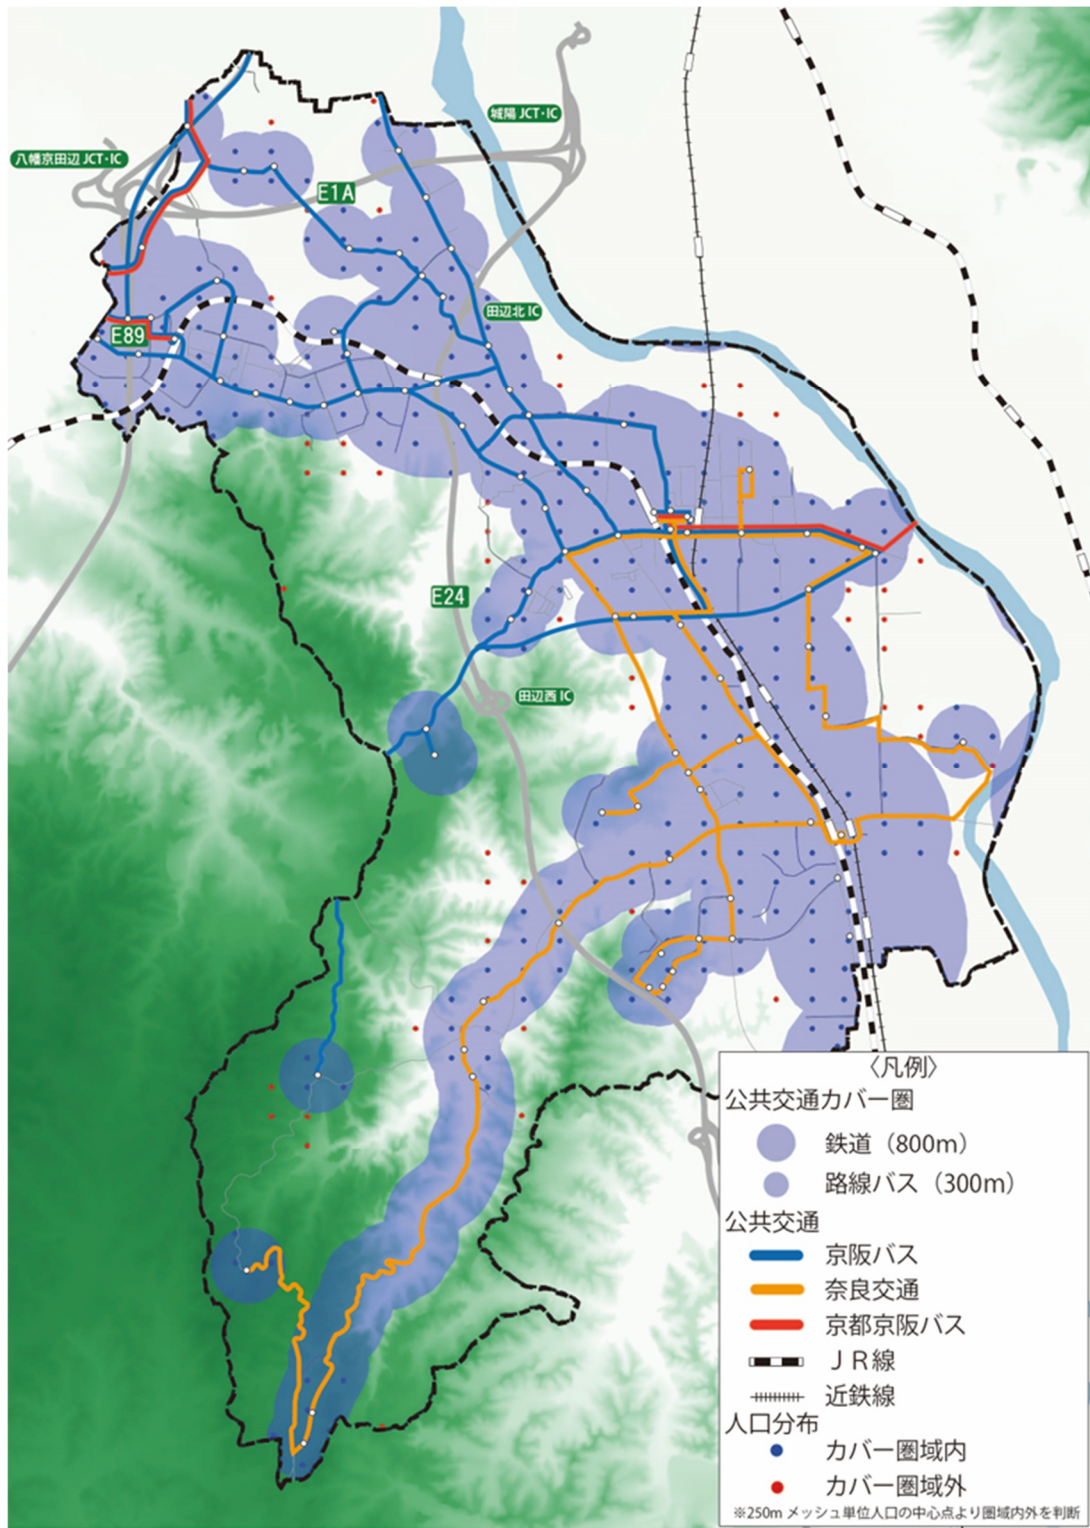 城陽 JCT・IC
八幡京田辺 JCT・IC
E1A
田辺北 IC
E89
E24
田辺西 IC
〈凡例〉
公共交通カバー圏
鉄道（800m）
路線バス（300m）
公共交通
京阪バス
奈良交通
京都京阪バス
ＪＲ線
近鉄線
人口分布
カバー圏域内
カバー圏域外
※250m メッシュ単位人口の中心点より圏域内外を判断